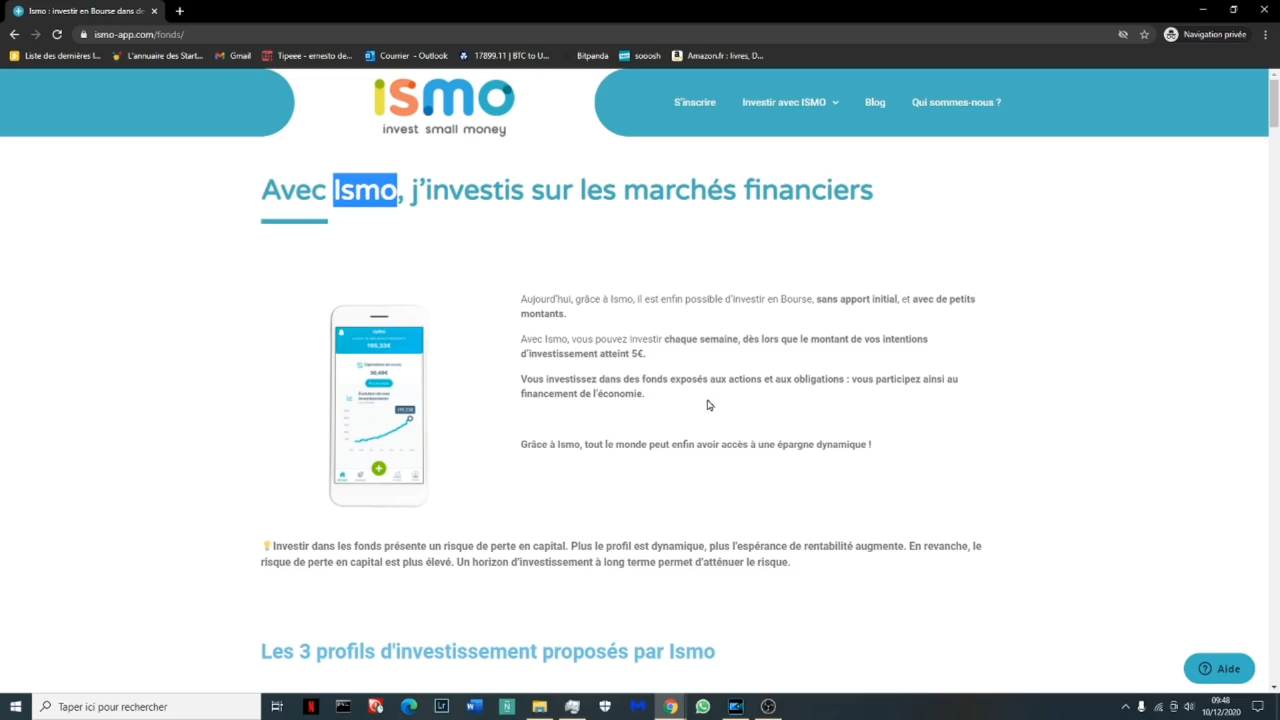 Ismo : investir en Bourse dans de
ismo-app.com/fonds/
Navigation privée
Liste des dernières l...
L'annuaire des Start...
Gmail
Tipeee - ernesto de...
Courrier - Outlook
17899.11 | BTC to U...
Bitpanda
sooosh
Amazon.fr : livres, D...
ismo
invest small money
S'inscrire
Investir avec ISMO
Blog
Qui sommes-nous ?
Avec Ismo, j'investis sur les marchés financiers
Aujourd'hui, grâce à Ismo, il est enfin possible d'investir en Bourse, sans apport initial, et avec de petits
montants.
Avec Ismo, vous pouvez investir chaque semaine, dès lors que le montant de vos intentions
d'investissement atteint 5€.
Vous investissez dans des fonds exposés aux actions et aux obligations : vous participez ainsi au
financement de l'économie.
Grâce à Ismo, tout le monde peut enfin avoir accès à une épargne dynamique !
Investir dans les fonds présente un risque de perte en capital. Plus le profil est dynamique, plus l'espérance de rentabilité augmente. En revanche, le
risque de perte en capital est plus élevé. Un horizon d'investissement à long terme permet d'atténuer le risque.
Les 3 profils d'investissement proposés par Ismo
Aide
Taper ici pour rechercher
09:48
10/12/2020